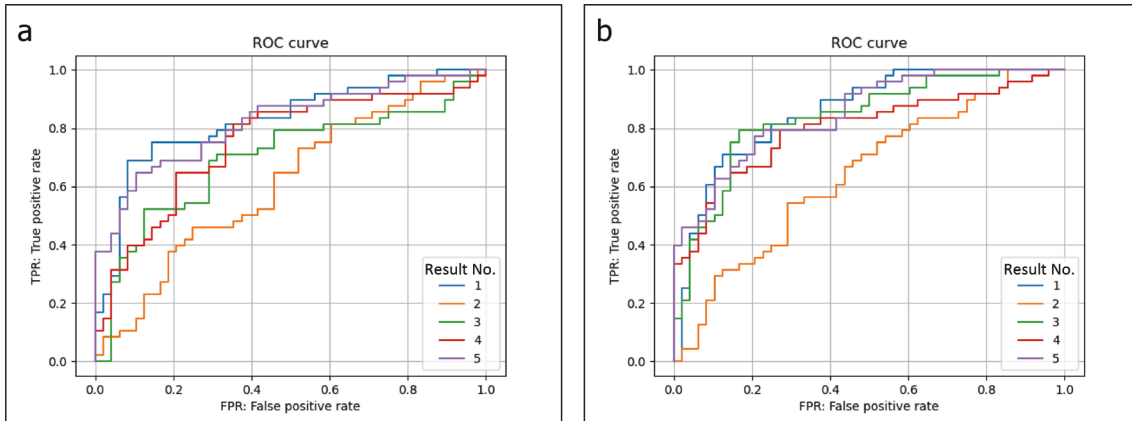 a
ROC curve
TPR: True positive rate
1.0
0.8
0.6
0.4
0.2
0.0
Result No.
1
2
3
4
5
0.0 0.2 0.4 0.6 0.8 1.0
FPR: False positive rate
b
ROC curve
TPR: True positive rate
1.0
0.8
0.6
0.4
0.2
0.0
Result No.
1
2
3
4
5
0.0 0.2 0.4 0.6 0.8 1.0
FPR: False positive rate